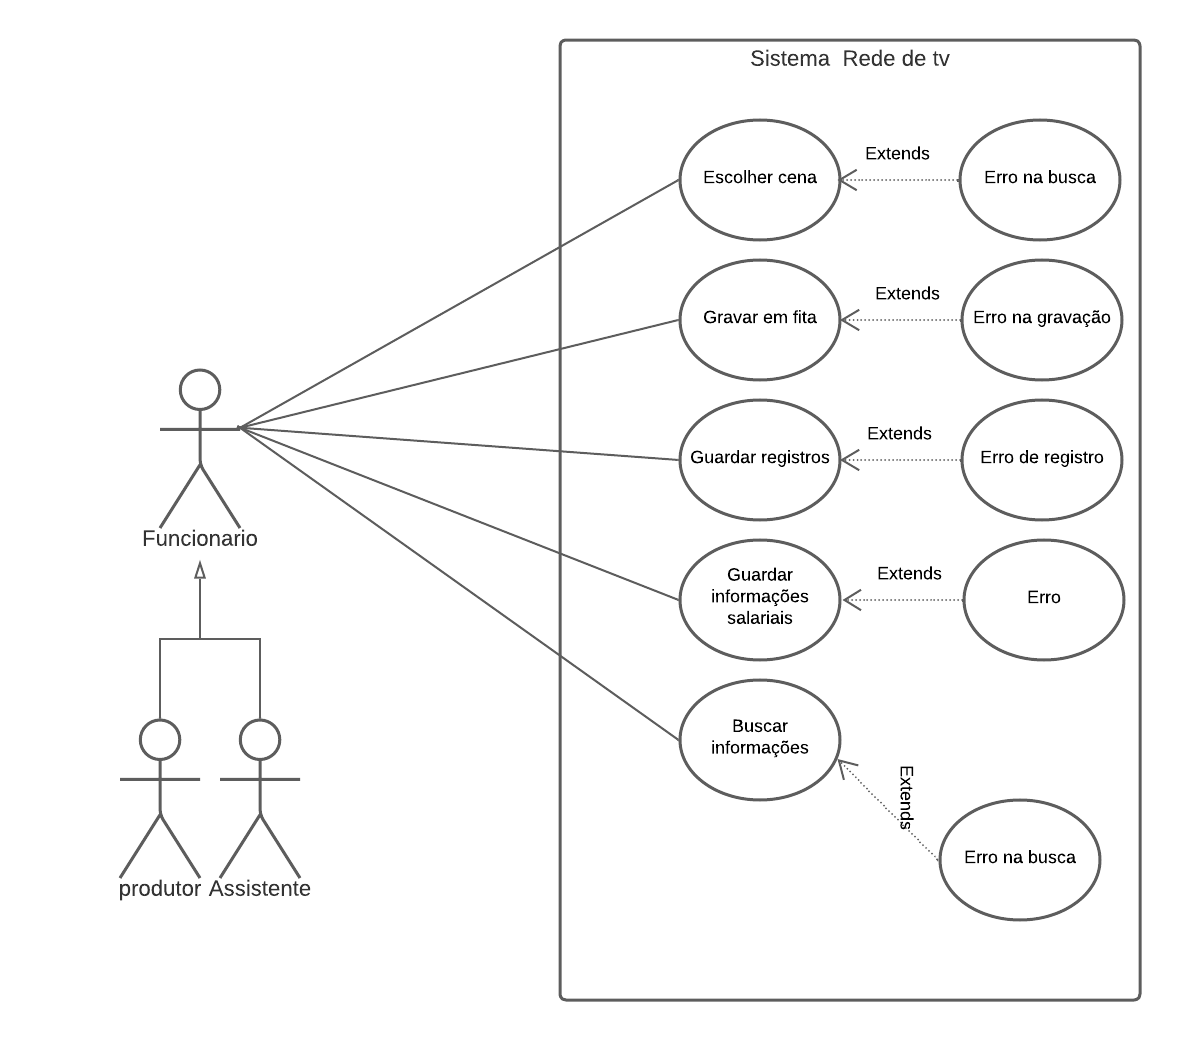 Sistema  Rede de tv
Escolher cena
Extends
Erro na busca
Gravar em fita
Extends
Erro na gravação
Guardar registros
Extends
Erro de registro
Guardar
informações
salariais
Extends
Erro
Buscar
informações
Extends
Erro na busca
Funcionario
produtor
Assistente